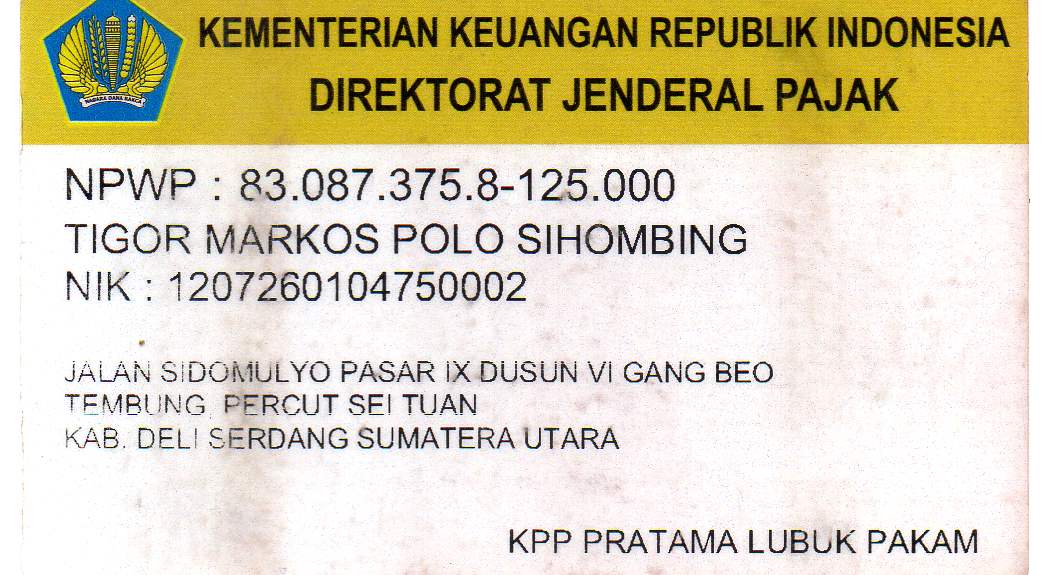 KEMENTERIAN KEUANGAN REPUBLIK INDONESIA
DIREKTORAT JENDERAL PAJAK
NAGARA DANA RAKCA
NPWP : 83.087.375.8-125.000
TIGOR MARKOS POLO SIHOMBING
NIK : 1207260104750002
JALAN SIDOMULYO PASAR IX DUSUN VI GANG BEO
TEMBUNG, PERCUT SEI TUAN
KAB. DELI SERDANG SUMATERA UTARA
KPP PRATAMA LUBUK PAKAM